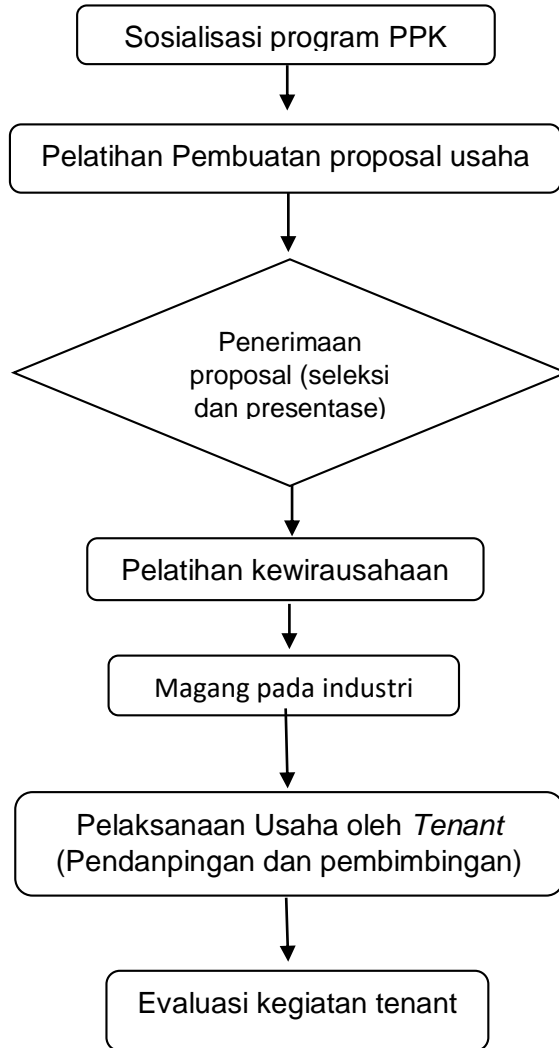 Sosialisasi program PPK
Pelatihan Pembuatan proposal usaha
Penerimaan
proposal (seleksi
dan presentase)
Pelatihan kewirausahaan
Magang pada industri
Pelaksanaan Usaha oleh Tenant
(Pendanpingan dan pembimbingan)
Evaluasi kegiatan tenant